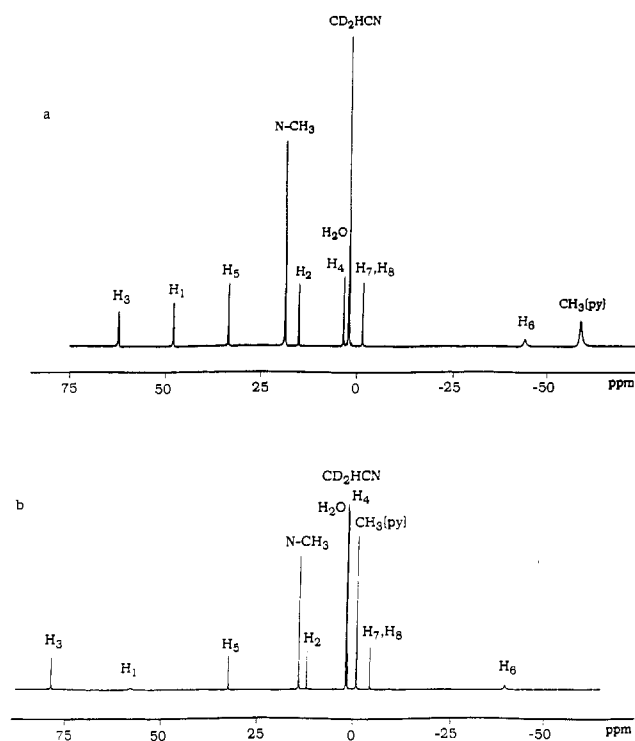 CD₂HCN
a
N-CH₃
H₂O
H₃
H₁
H₅
H₂
H₄
H₇,H₈
H₆
CH₃(py)
75 50 25 0 -25 -50 ppm
b
CD₂HCN
H₂O H₄
CH₃(py)
N-CH₃
H₃
H₁
H₅
H₂
H₇,H₈
H₆
75 50 25 0 -25 -50 ppm